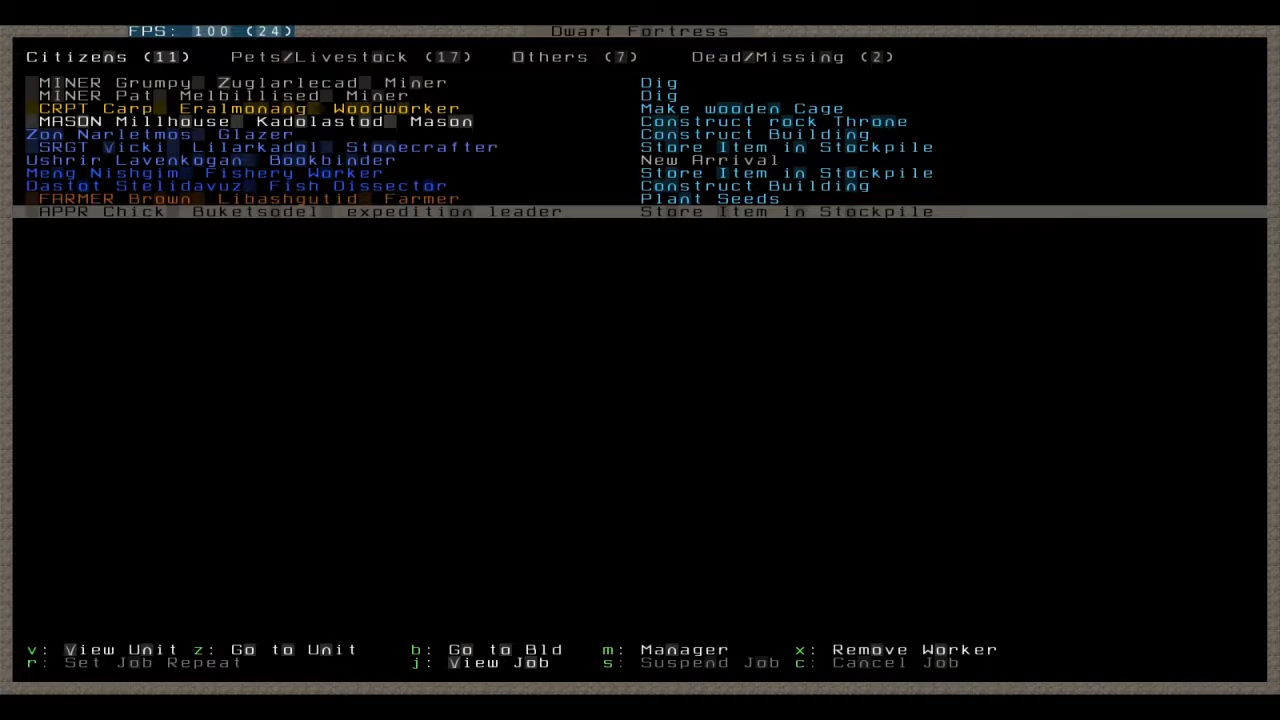 FPS: 100 (24) Dwarf Fortress
Citizens (11) Pets/Livestock (17) Others (7) Dead/Missing (2)
MINER Grumpy Zuglarlecad Miner Dig
MINER Pat Melbillised Miner Dig
CRPT Carp Eralmonang Woodworker Make wooden Cage
MASON Millhouse Kadolastod Mason Construct rock Throne
Zon Narletmos Glazer Construct Building
SRGT Vicki Lilarkadol Stonecrafter Store Item in Stockpile
Ushrir Lavenkogan Bookbinder New Arrival
Meng Nishgim Fishery Worker Store Item in Stockpile
Dastot Stelidavuz Fish Dissector Construct Building
FARMER Brown Libashgutid Farmer Plant Seeds
APPR Chick Buketsodel expedition leader Store Item in Stockpile
v: View Unit z: Go to Unit b: Go to Bld m: Manager x: Remove Worker
r: Set Job Repeat j: View Job s: Suspend Job c: Cancel Job